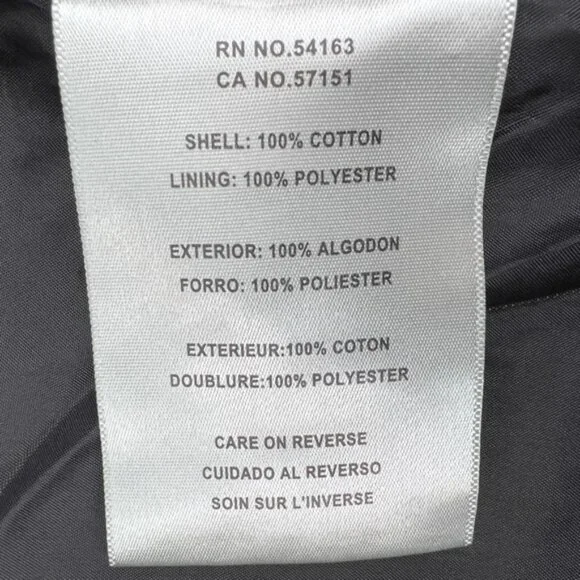 RN NO.54163
CA NO.57151
SHELL: 100% COTTON
LINING: 100% POLYESTER
EXTERIOR: 100% ALGODON
FORRO: 100% POLIESTER
EXTERIEUR:100% COTON
DOUBLURE:100% POLYESTER
CARE ON REVERSE
CUIDADO AL REVERSO
SOIN SUR L'INVERSE